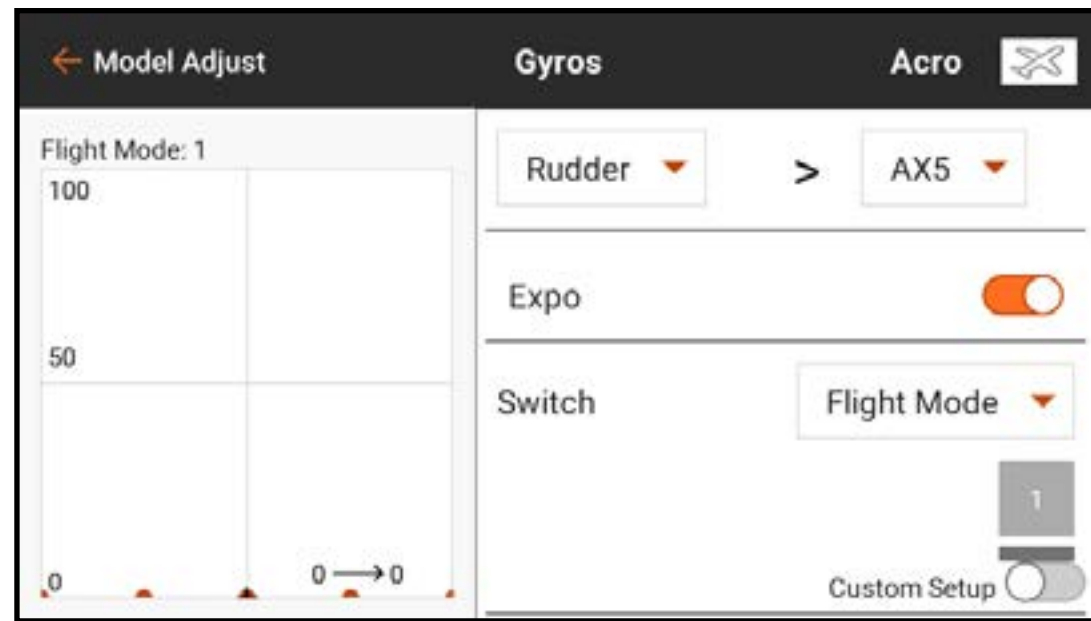 Model Adjust
Gyros
Acro
Flight Mode: 1
100
50
0
0 → 0
Rudder
>
AX5
Expo
Switch
Flight Mode
1
Custom Setup